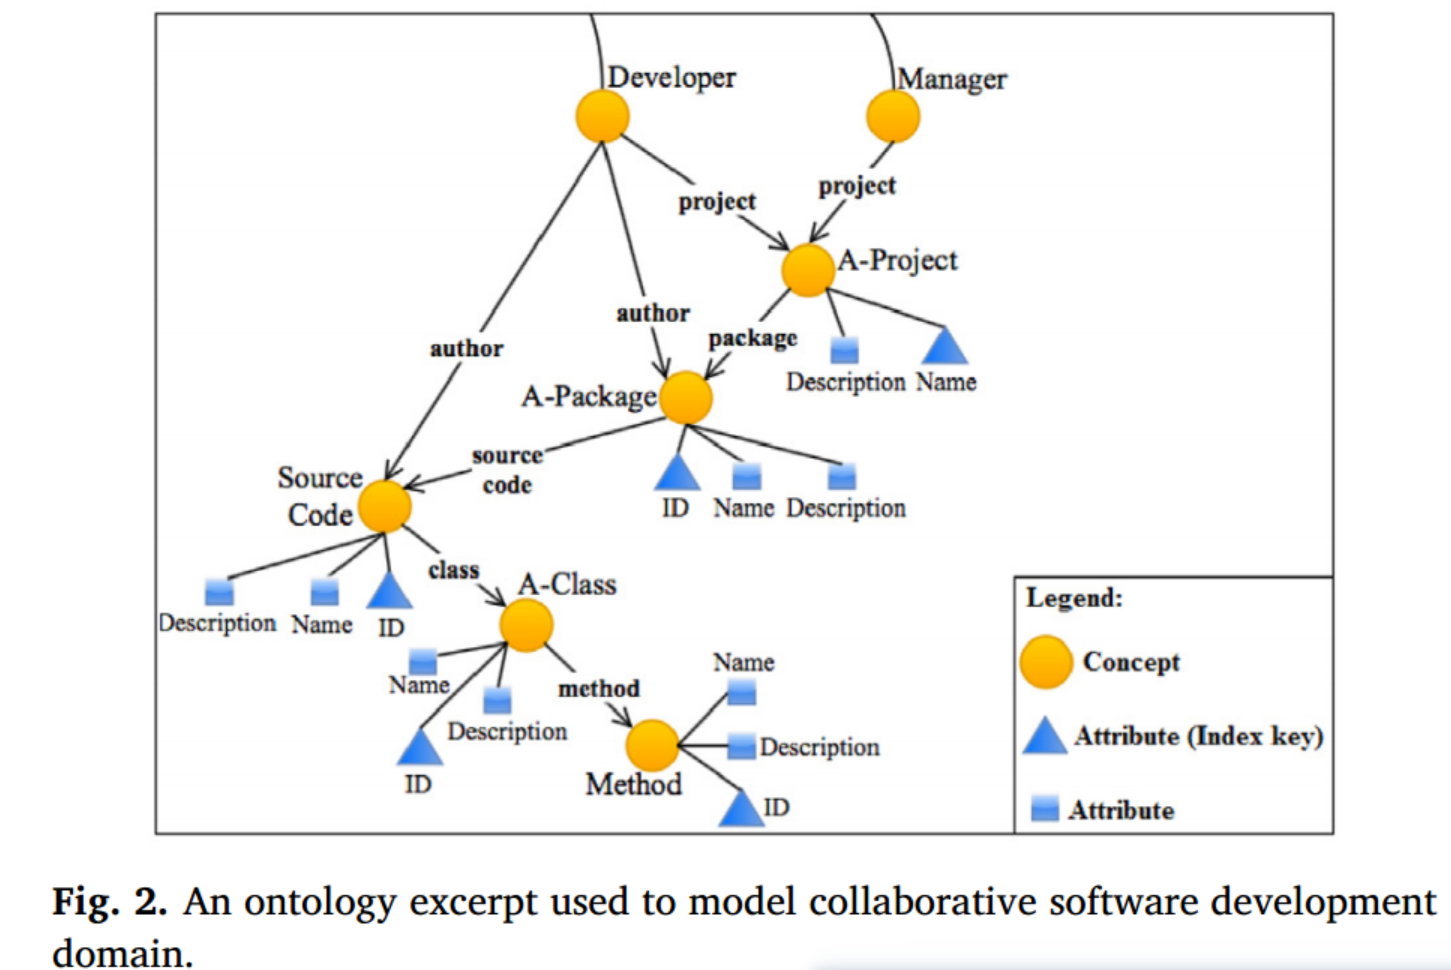 Developer
Manager
project
project
A-Project
author
package
author
Description Name
A-Package
source
code
Source
Code
ID Name Description
class
A-Class
Description Name ID
Name
Name
method
Description
Description
ID
Method
ID
Legend:
Concept
Attribute (Index key)
Attribute
Fig. 2. An ontology excerpt used to model collaborative software development
domain.